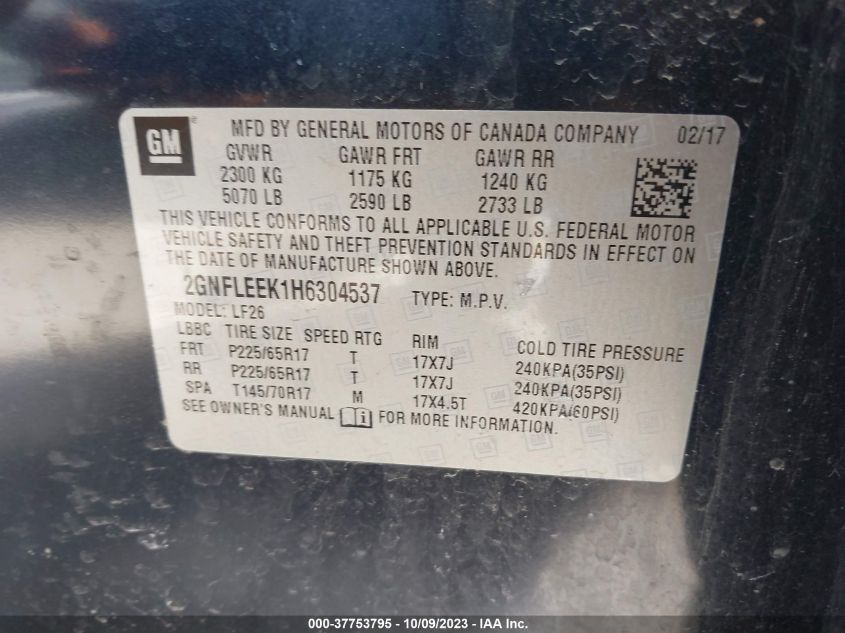 GM ® MFD BY GENERAL MOTORS OF CANADA COMPANY 02/17
GVWR GAWR FRT GAWR RR
2300 KG 1175 KG 1240 KG
5070 LB 2590 LB 2733 LB
THIS VEHICLE CONFORMS TO ALL APPLICABLE U.S. FEDERAL MOTOR
VEHICLE SAFETY AND THEFT PREVENTION STANDARDS IN EFFECT ON
THE DATE OF MANUFACTURE SHOWN ABOVE.
2GNFLEEK1H6304537 TYPE: M.P.V.
MODEL: LF26
LBBC TIRE SIZE SPEED RTG RIM COLD TIRE PRESSURE
FRT P225/65R17 T 17X7J 240KPA(35PSI)
RR P225/65R17 T 17X7J 240KPA(35PSI)
SPA T145/70R17 M 17X4.5T 420KPA(60PSI)
SEE OWNER'S MANUAL i FOR MORE INFORMATION.
000-37753795 - 10/09/2023 - IAA Inc.